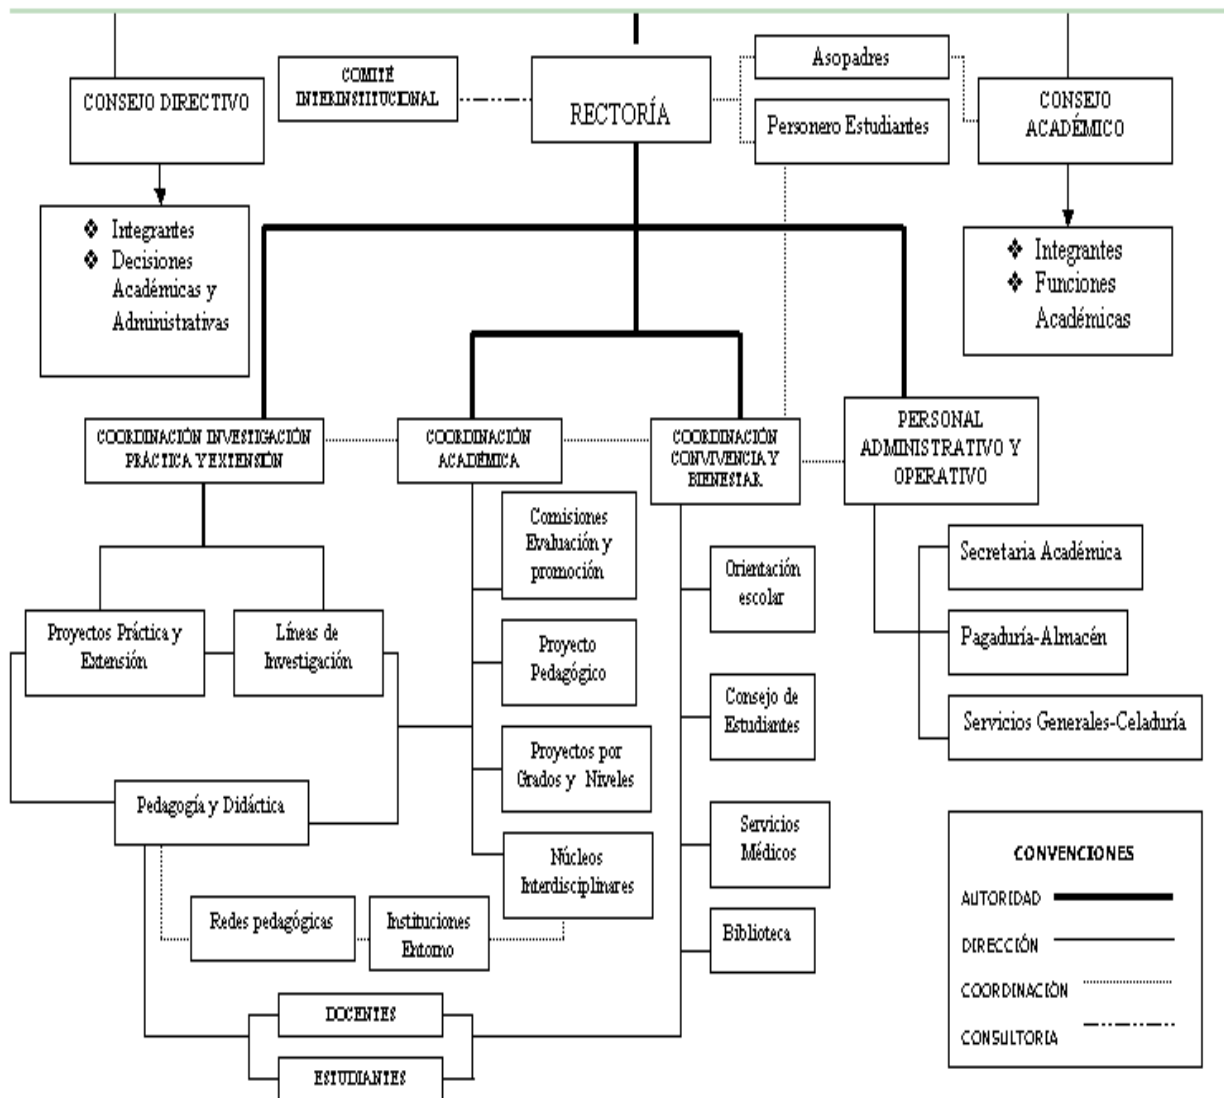 COMITÉ
INTERINSTITUCIONAL
RECTORÍA
Asopadres
Personero Estudiantes
CONSEJO DIRECTIVO
CONSEJO
ACADÉMICO
❖ Integrantes
❖ Decisiones
Académicas y
Administrativas
❖ Integrantes
❖ Funciones
Académicas
COORDINACIÓN INVESTIGACIÓN
PRÁCTICA Y EXTENSIÓN
COORDINACIÓN
ACADÉMICA
COORDINACIÓN
CONVIVENCIA Y
BIENESTAR
PERSONAL
ADMINISTRATIVO Y
OPERATIVO
Proyectos Práctica y
Extensión
Líneas de
Investigación
Pedagogía y Didáctica
Redes pedagógicas
Instituciones
Entorno
Comisiones
Evaluación y
promoción
Proyecto
Pedagógico
Proyectos por
Grados y Niveles
Núcleos
Interdisciplinares
Orientación
escolar
Consejo de
Estudiantes
Servicios
Médicos
Biblioteca
Secretaria Académica
Pagaduría-Almacén
Servicios Generales-Celaduría
DOCENTES
ESTUDIANTES
CONVENCIONES
AUTORIDAD
DIRECCIÓN
COORDINACIÓN
CONSULTORIA